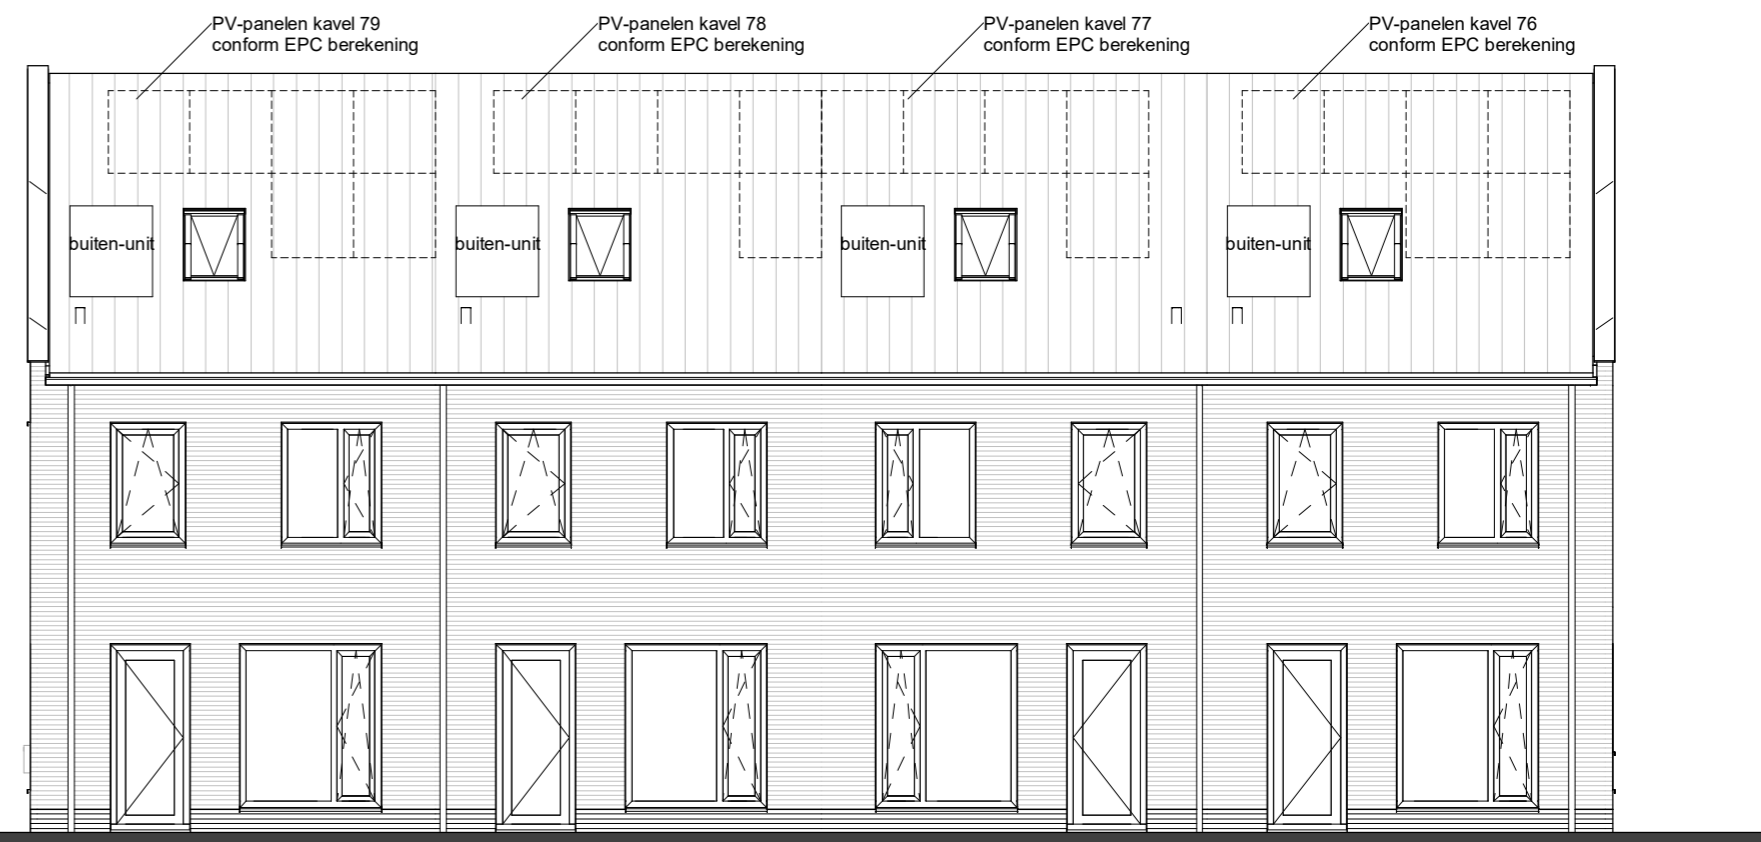 PV-panelen kavel 79
conform EPC berekening
PV-panelen kavel 78
conform EPC berekening
PV-panelen kavel 77
conform EPC berekening
PV-panelen kavel 76
conform EPC berekening
buiten-unit
buiten-unit
buiten-unit
buiten-unit